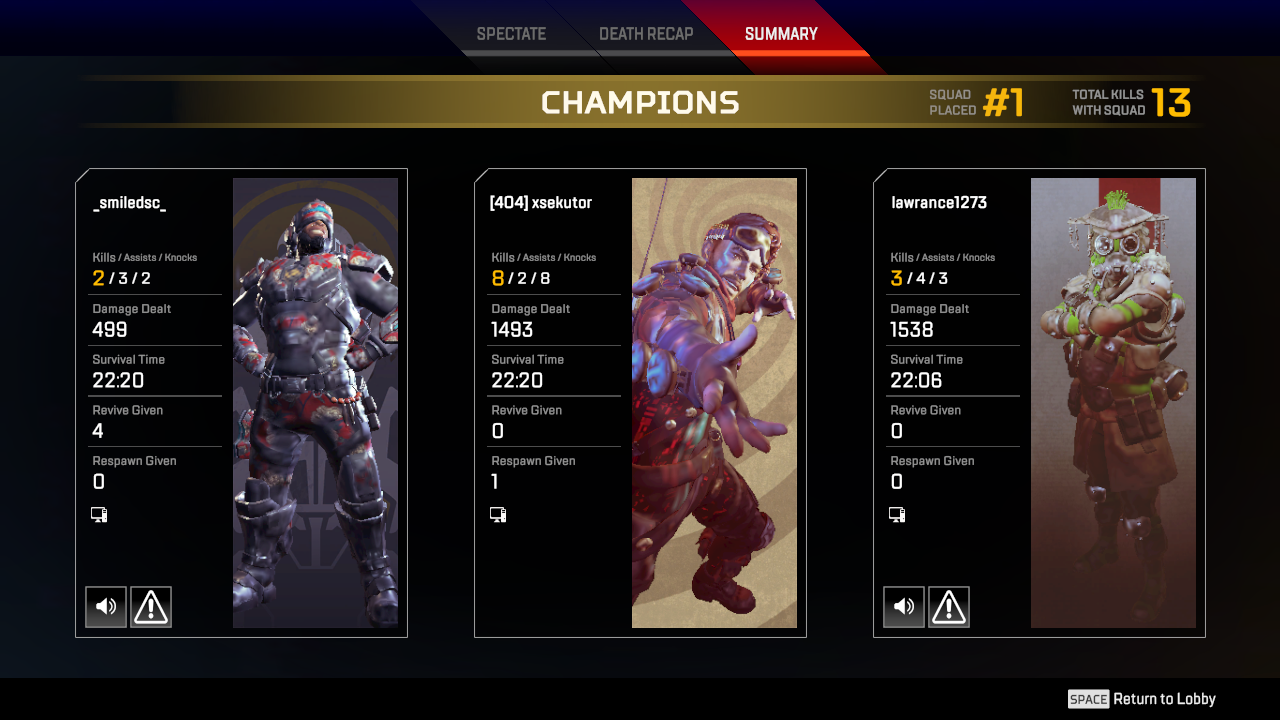 SPECTATE
DEATH RECAP
SUMMARY
CHAMPIONS
SQUAD
PLACED
#1
TOTAL KILLS
WITH SQUAD
13
_smiledsc_
Kills / Assists / Knocks
2 / 3 / 2
Damage Dealt
499
Survival Time
22:20
Revive Given
4
Respawn Given
0
[404] xsekutor
Kills / Assists / Knocks
8 / 2 / 8
Damage Dealt
1493
Survival Time
22:20
Revive Given
0
Respawn Given
1
lawrance1273
Kills / Assists / Knocks
3 / 4 / 3
Damage Dealt
1538
Survival Time
22:06
Revive Given
0
Respawn Given
0
SPACE Return to Lobby